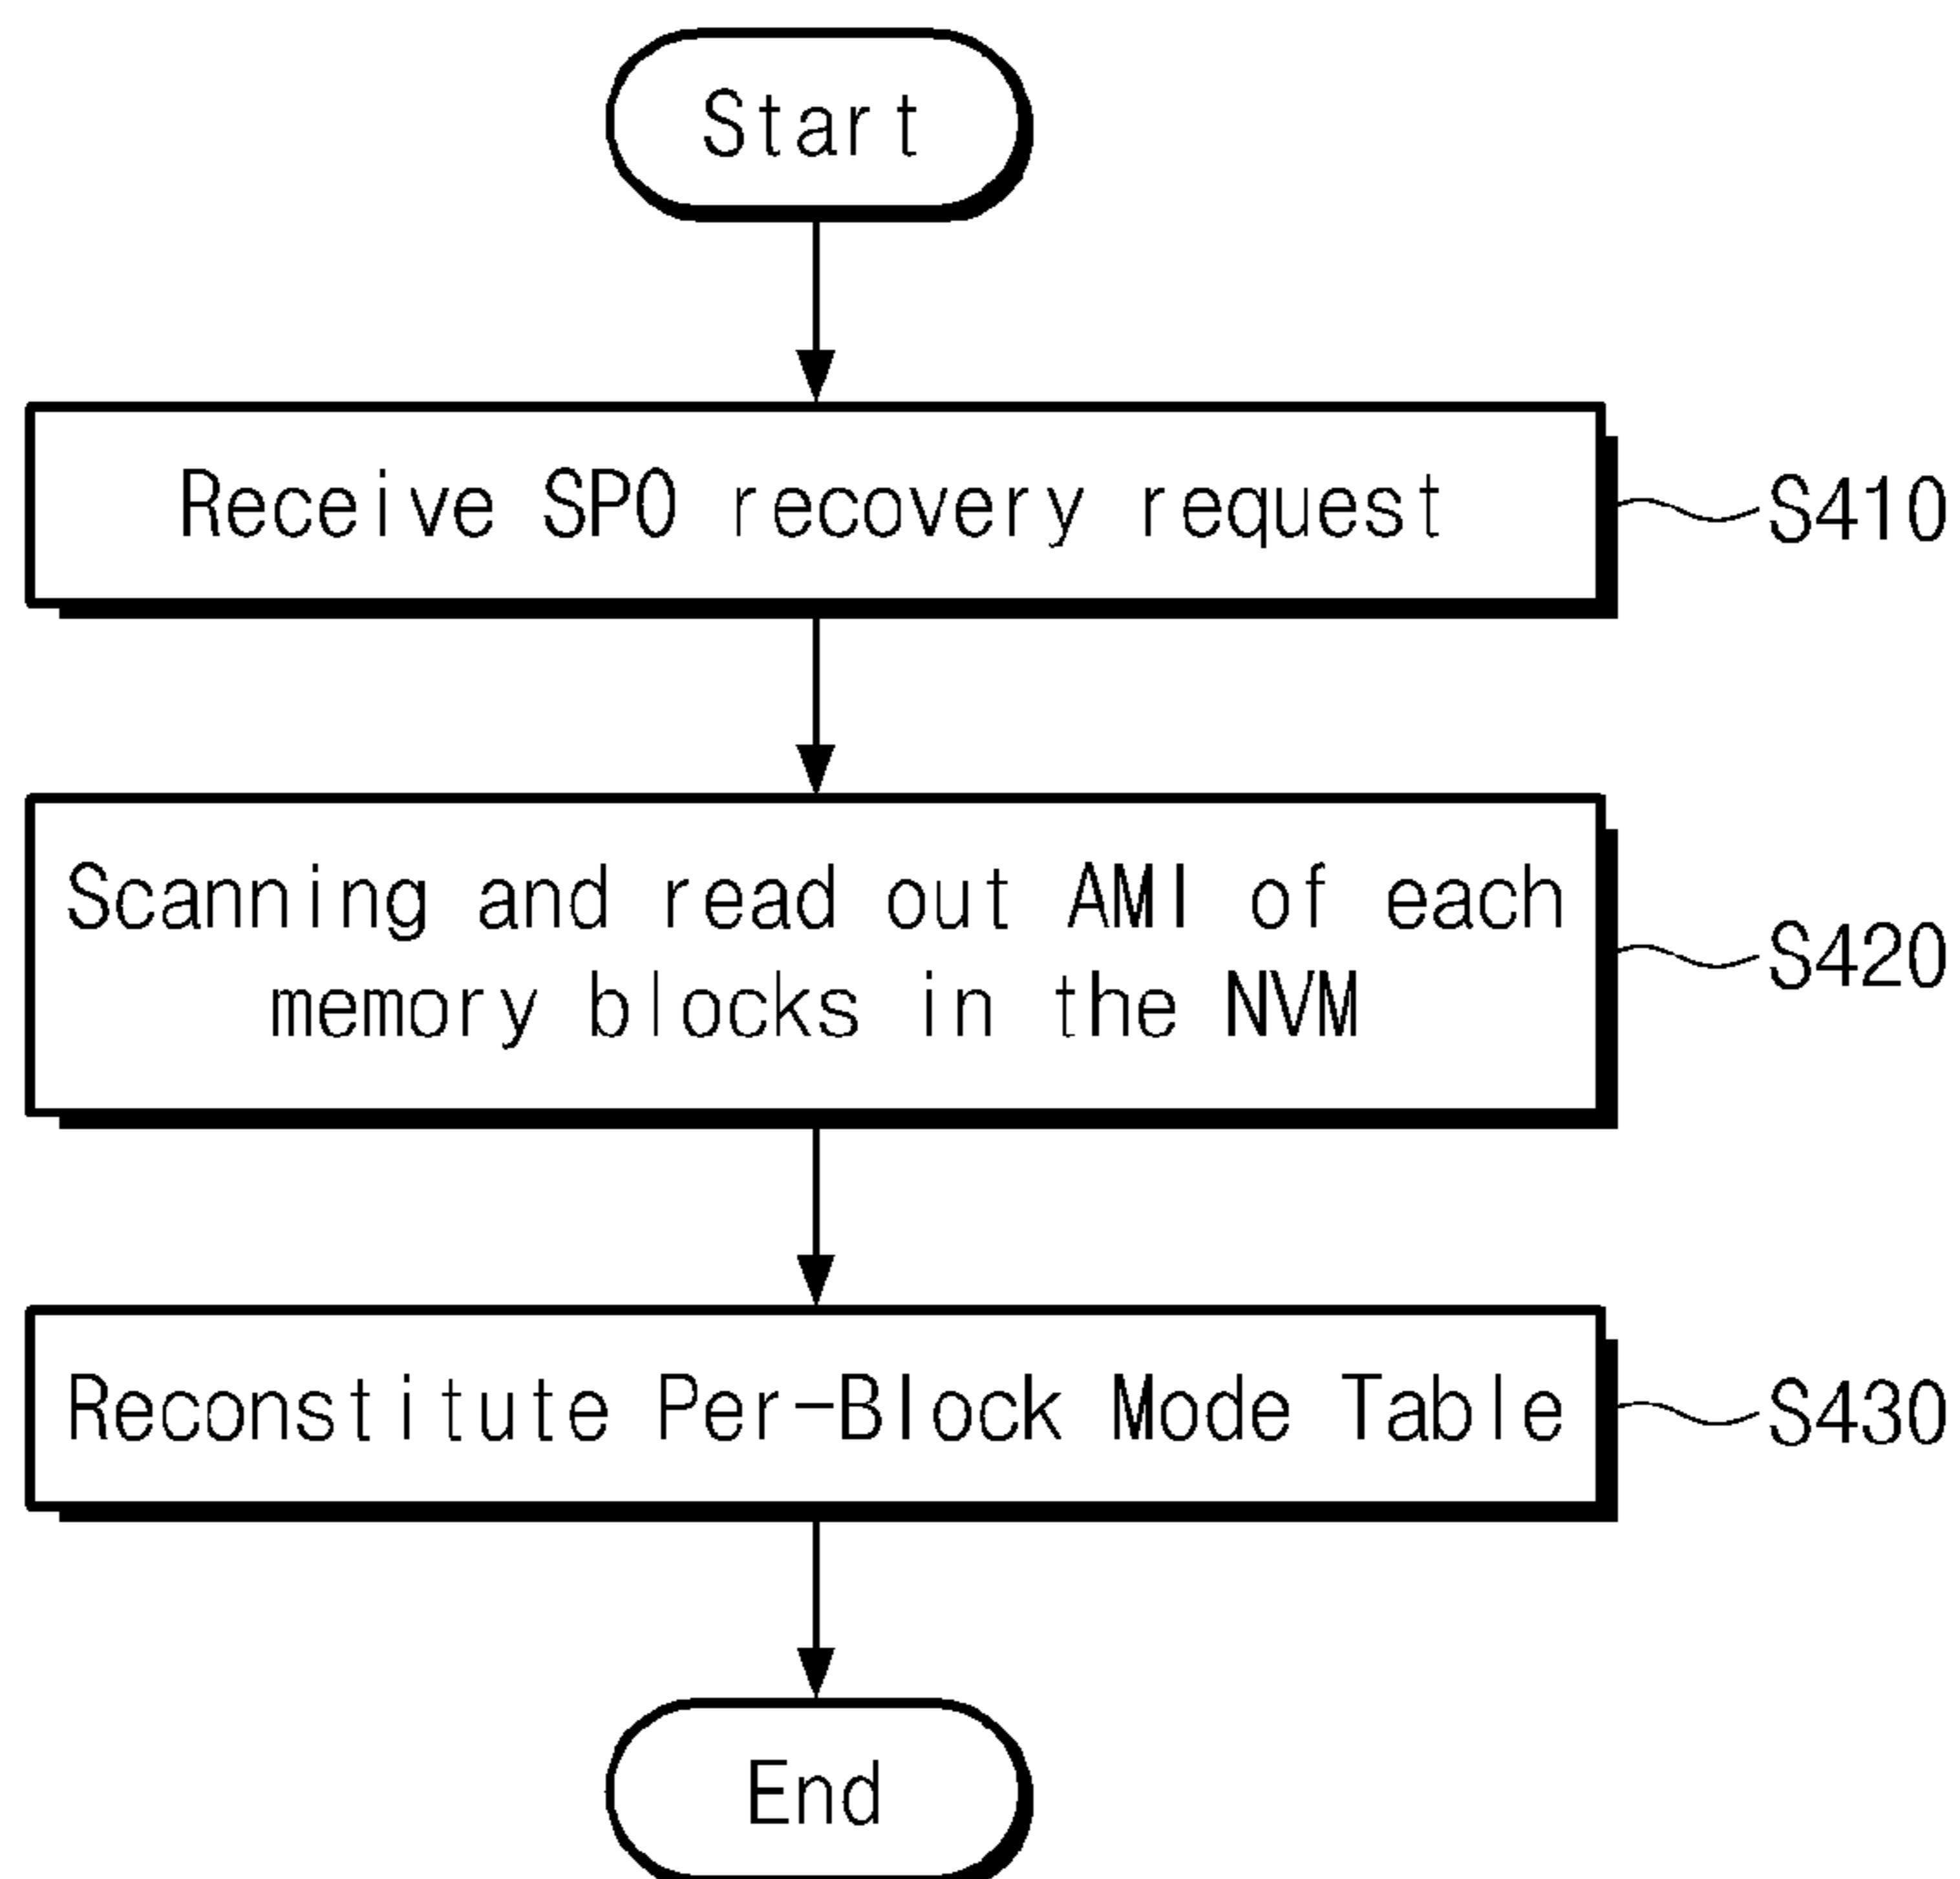 Start
Receive SPO recovery request
S410
Scanning and read out AMI of each
memory blocks in the NVM
S420
Reconstitute Per-Block Mode Table
S430
End